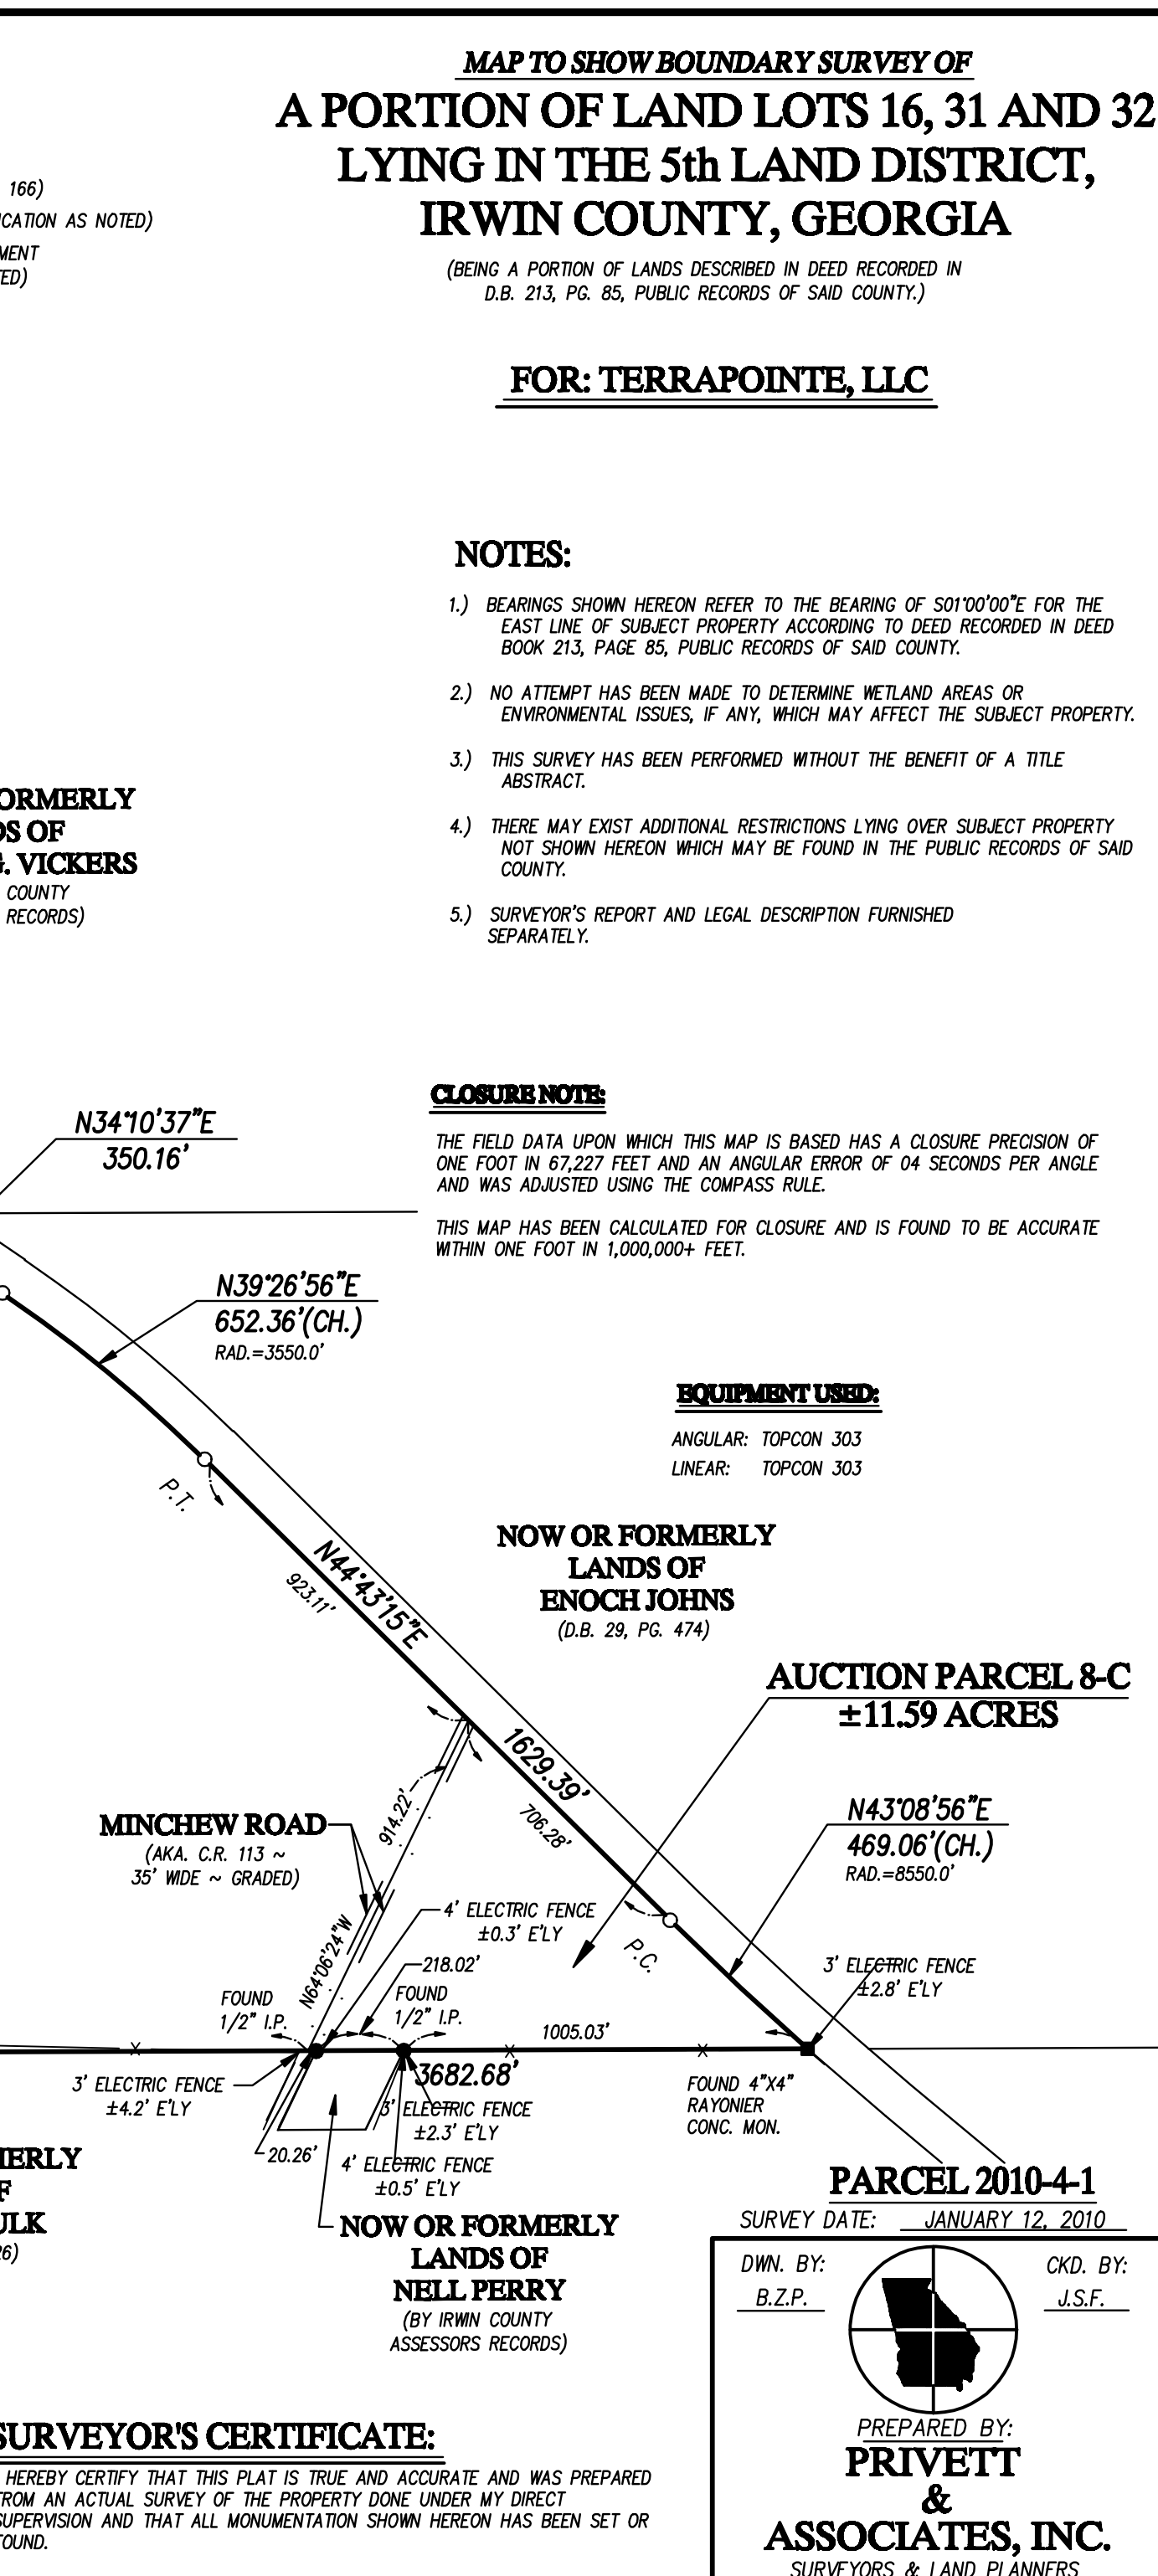 MAP TO SHOW BOUNDARY SURVEY OF
A PORTION OF LAND LOTS 16, 31 AND 32
LYING IN THE 5th LAND DISTRICT,
IRWIN COUNTY, GEORGIA
(BEING A PORTION OF LANDS DESCRIBED IN DEED RECORDED IN
D.B. 213, PG. 85, PUBLIC RECORDS OF SAID COUNTY.)
166)
AS NOTED)
FOR: TERRAPOINTE, LLC
NOTES:
1.) BEARINGS SHOWN HEREON REFER TO THE BEARING OF S01°00'00"E FOR THE
EAST LINE OF SUBJECT PROPERTY ACCORDING TO DEED RECORDED IN DEED
BOOK 213, PAGE 85, PUBLIC RECORDS OF SAID COUNTY.
2.) NO ATTEMPT HAS BEEN MADE TO DETERMINE WETLAND AREAS OR
ENVIRONMENTAL ISSUES, IF ANY, WHICH MAY AFFECT THE SUBJECT PROPERTY.
3.) THIS SURVEY HAS BEEN PERFORMED WITHOUT THE BENEFIT OF A TITLE
ABSTRACT.
4.) THERE MAY EXIST ADDITIONAL RESTRICTIONS LYING OVER SUBJECT PROPERTY
NOT SHOWN HEREON WHICH MAY BE FOUND IN THE PUBLIC RECORDS OF SAID
COUNTY.
5.) SURVEYOR'S REPORT AND LEGAL DESCRIPTION FURNISHED
SEPARATELY.
ORMERLY
DS OF
G. VICKERS
COUNTY
RECORDS)
CLOSURE NOTE:
THE FIELD DATA UPON WHICH THIS MAP IS BASED HAS A CLOSURE PRECISION OF
ONE FOOT IN 67,227 FEET AND AN ANGULAR ERROR OF 04 SECONDS PER ANGLE
AND WAS ADJUSTED USING THE COMPASS RULE.
THIS MAP HAS BEEN CALCULATED FOR CLOSURE AND IS FOUND TO BE ACCURATE
WITHIN ONE FOOT IN 1,000,000+ FEET.
N34°10'37"E
350.16'
N39°26'56"E
652.36'(CH.)
RAD.=3550.0'
EQUIPMENT USED:
ANGULAR: TOPCON 303
LINEAR: TOPCON 303
P.T.
N44°43'15"E
923.11'
NOW OR FORMERLY
LANDS OF
ENOCH JOHNS
(D.B. 29, PG. 474)
AUCTION PARCEL 8-C
±11.59 ACRES
1629.39'
706.28'
914.22'
MINCHEW ROAD
(AKA. C.R. 113 ~
35' WIDE ~ GRADED)
N43°08'56"E
469.06'(CH.)
RAD.=8550.0'
4' ELECTRIC FENCE
±0.3' E'LY
N64°06'24"W
P.C.
218.02'
3' ELECTRIC FENCE
±2.8' E'LY
FOUND
1/2" I.P.
FOUND
1/2" I.P.
1005.03'
3682.68'
3' ELECTRIC FENCE
±4.2' E'LY
3' ELECTRIC FENCE
±2.3' E'LY
FOUND 4"X4"
RAYONIER
CONC. MON.
20.26'
4' ELECTRIC FENCE
±0.5' E'LY
MERLY
ULK
NOW OR FORMERLY
LANDS OF
NELL PERRY
(BY IRWIN COUNTY
ASSESSORS RECORDS)
PARCEL 2010-4-1
SURVEY DATE: JANUARY 12, 2010
DWN. BY:
B.Z.P.
CKD. BY:
J.S.F.
PREPARED BY:
PRIVETT
&
ASSOCIATES, INC.
SURVEYORS & LAND PLANNERS
SURVEYOR'S CERTIFICATE:
HEREBY CERTIFY THAT THIS PLAT IS TRUE AND ACCURATE AND WAS PREPARED
FROM AN ACTUAL SURVEY OF THE PROPERTY DONE UNDER MY DIRECT
SUPERVISION AND THAT ALL MONUMENTATION SHOWN HEREON HAS BEEN SET OR
FOUND.